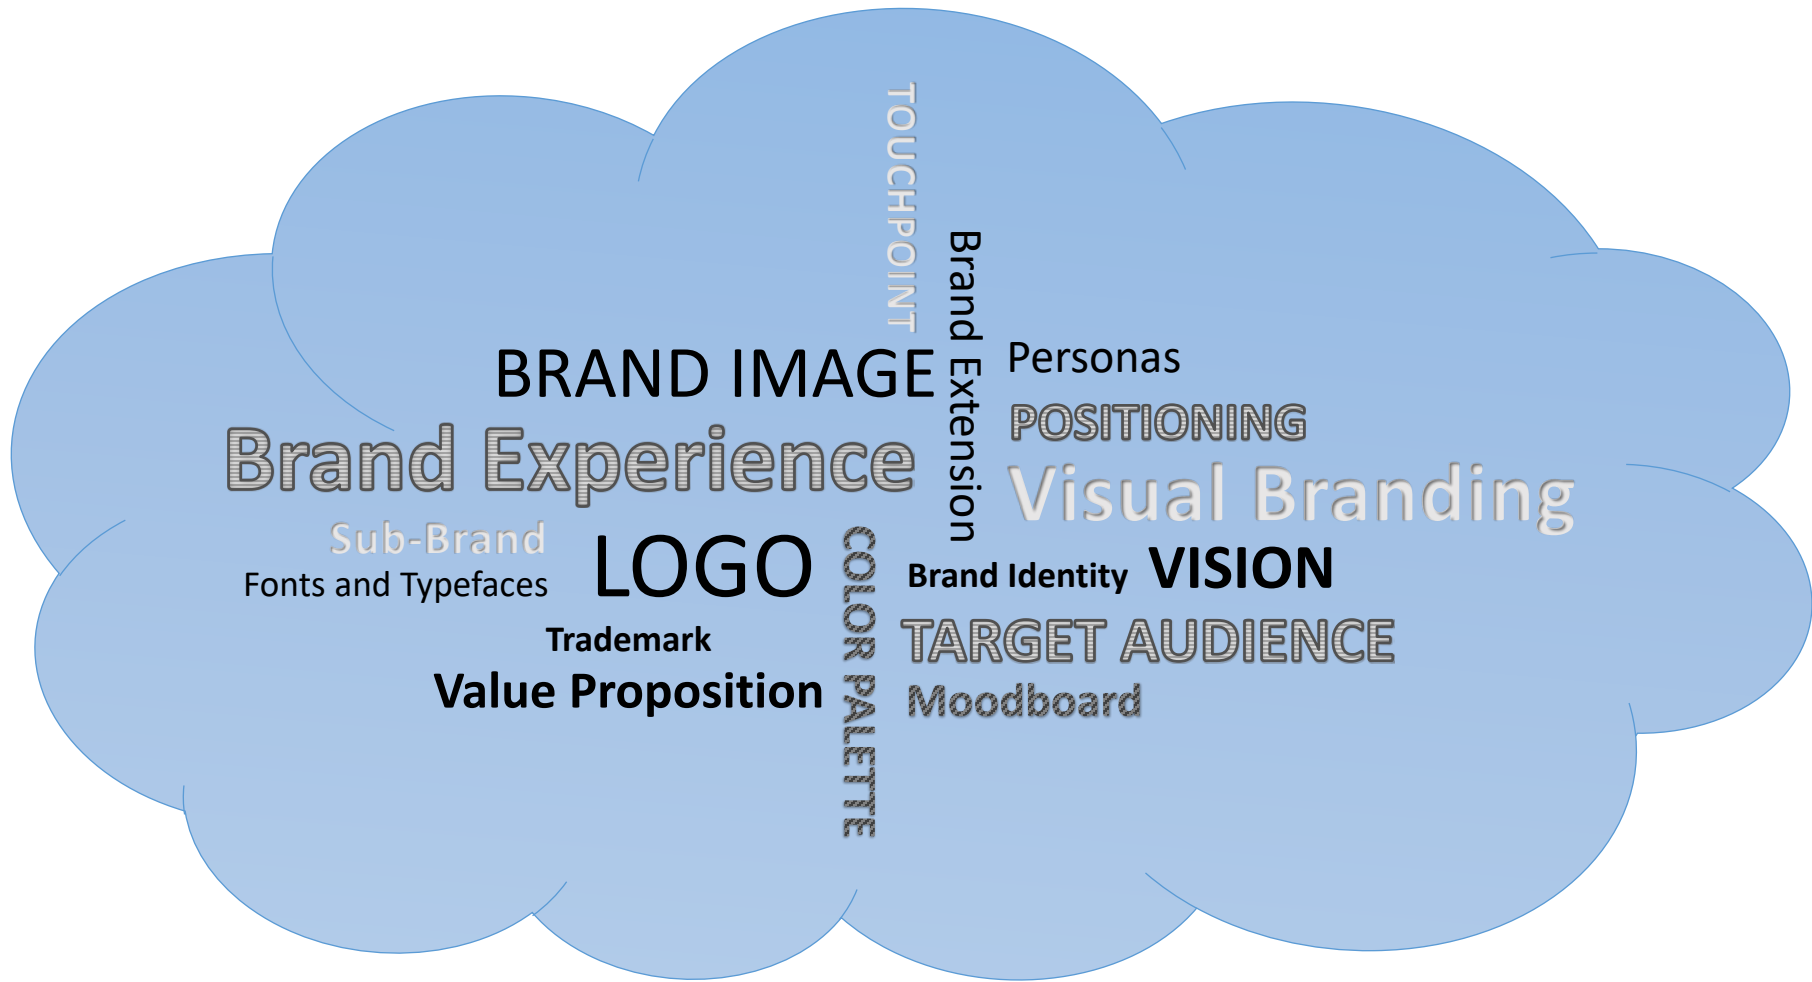 TOUCHPOINT
Brand Extension
BRAND IMAGE
Personas
POSITIONING
Brand Experience
Visual Branding
Sub-Brand
LOGO
COLOR PALETTE
Brand Identity
VISION
Fonts and Typefaces
Trademark
TARGET AUDIENCE
Value Proposition
Moodboard